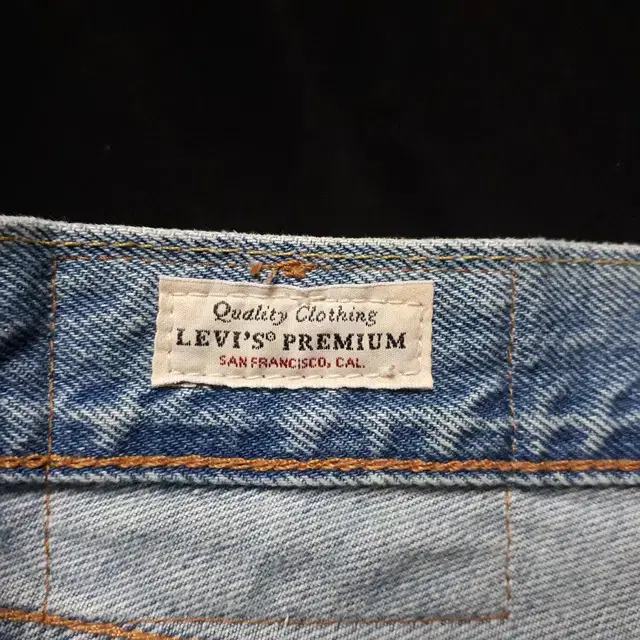 Quality Clothing
LEVI'S® PREMIUM
SAN FRANCISCO, CAL.